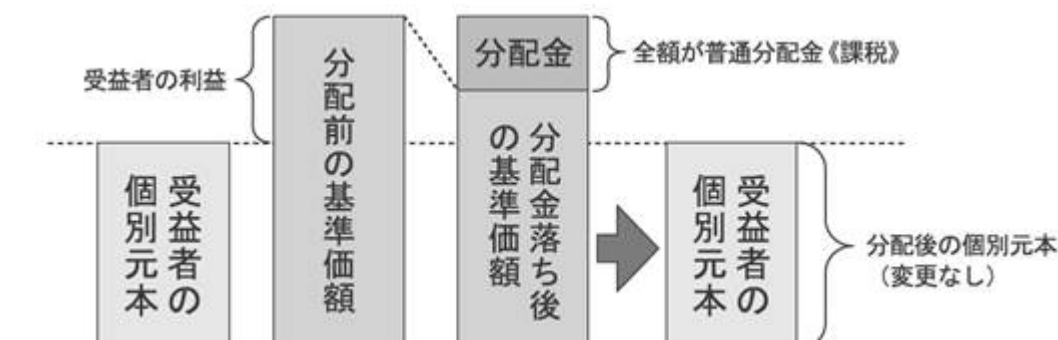 受益者の利益
受益者の
個別元本
分配前の基準価額
分配金
全額が普通分配金《課税》
分配金落ち後
の基準価額
受益者の
個別元本
分配後の個別元本
（変更なし）